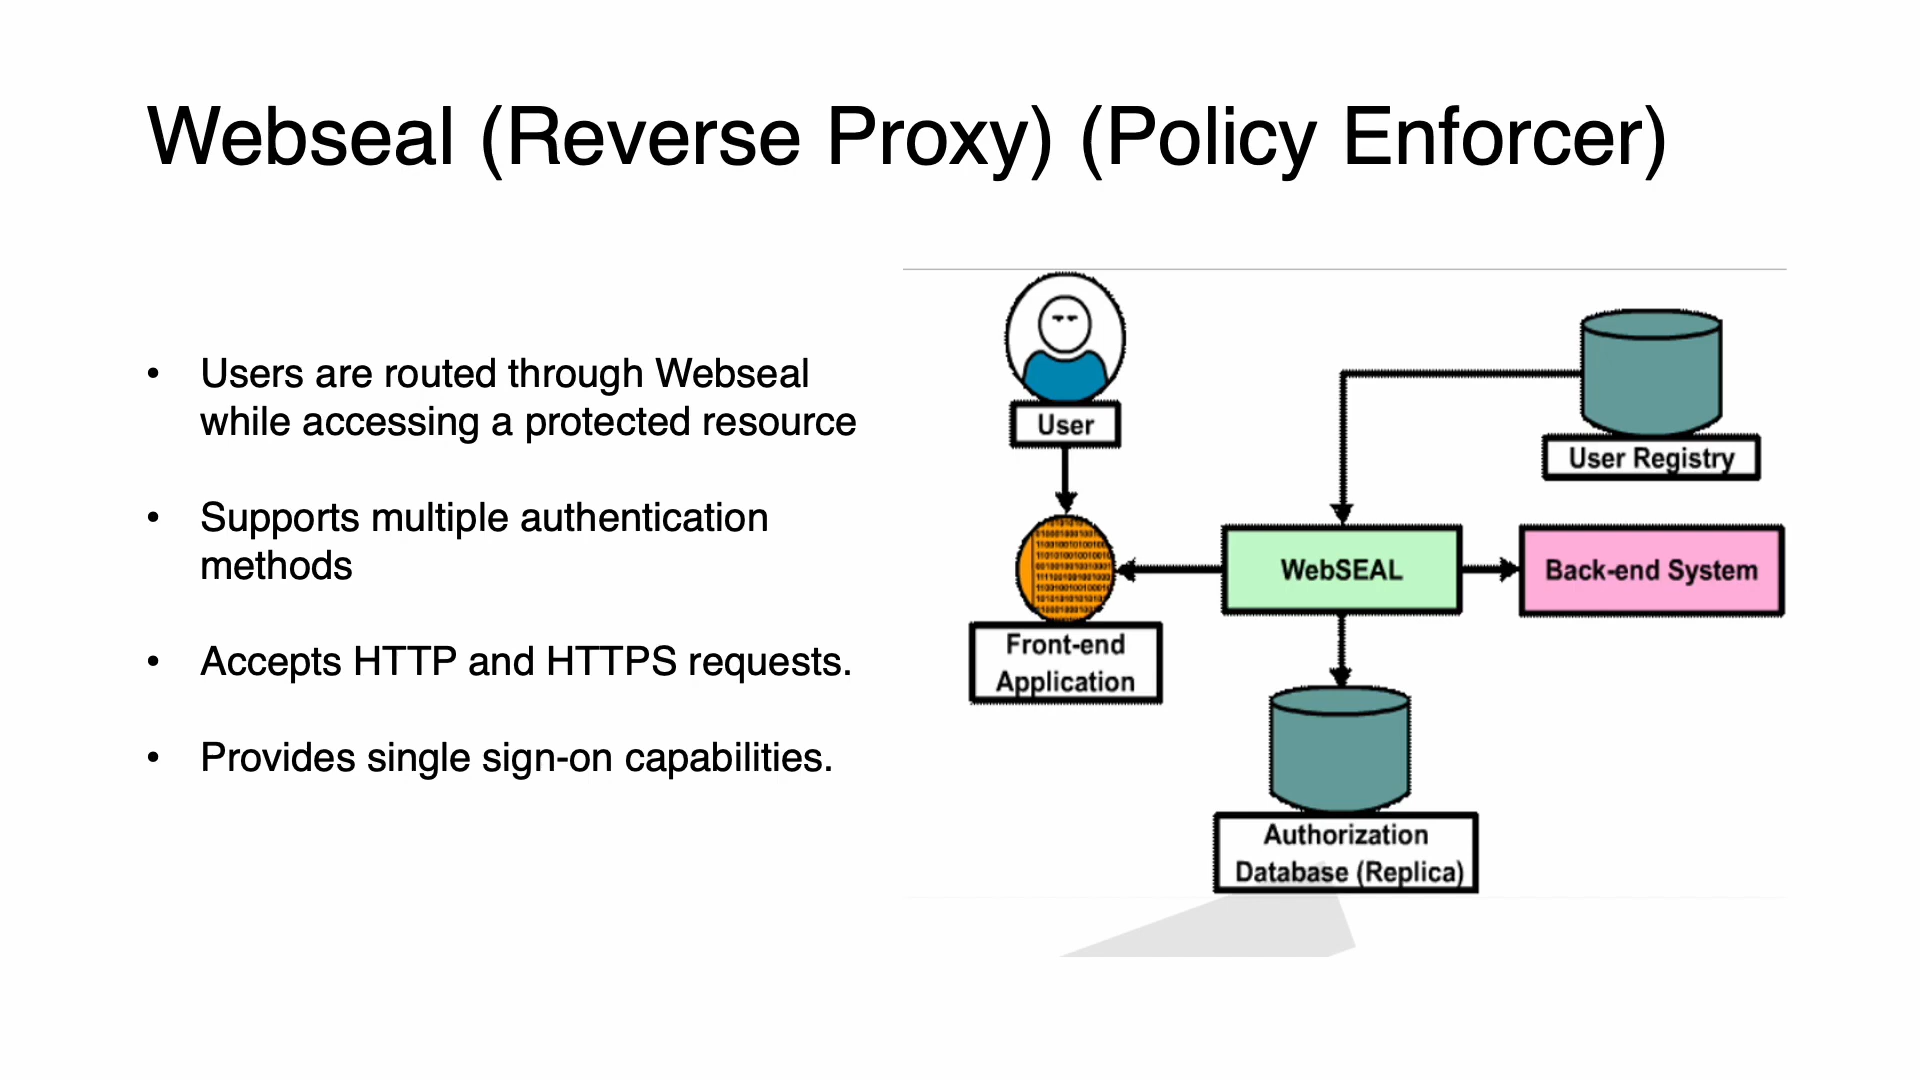 Webseal (Reverse Proxy) (Policy Enforcer)
• Users are routed through Webseal
while accessing a protected resource
• Supports multiple authentication
methods
• Accepts HTTP and HTTPS requests.
• Provides single sign-on capabilities.
User
User Registry
WebSEAL
Back-end System
Front-end
Application
Authorization
Database (Replica)